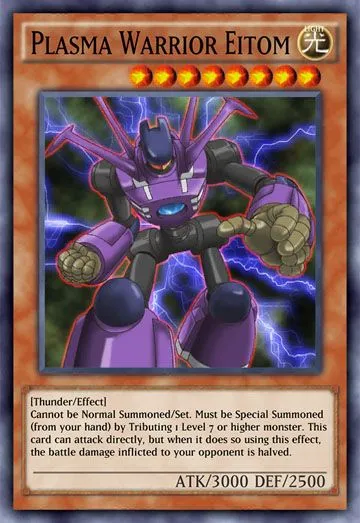 PLASMA WARRIOR EITOM
LIGHT
光
[Thunder/Effect]
Cannot be Normal Summoned/Set. Must be Special Summoned
(from your hand) by Tributing 1 Level 7 or higher monster. This
card can attack directly, but when it does so using this effect,
the battle damage inflicted to your opponent is halved.
ATK/3000 DEF/2500